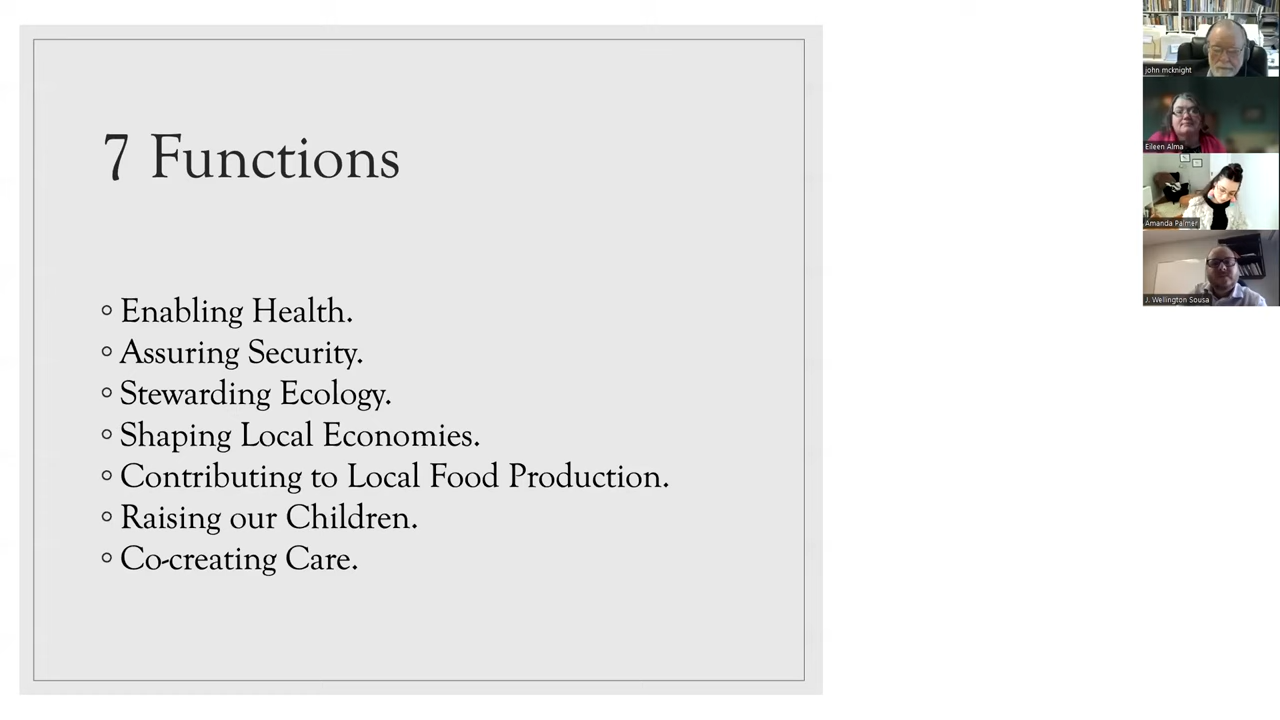 7 Functions
Enabling Health.
Assuring Security.
Stewarding Ecology.
Shaping Local Economies.
Contributing to Local Food Production.
Raising our Children.
Co-creating Care.
john mcknight
Eileen Alma
Amanda Palmer
J. Wellington Sousa